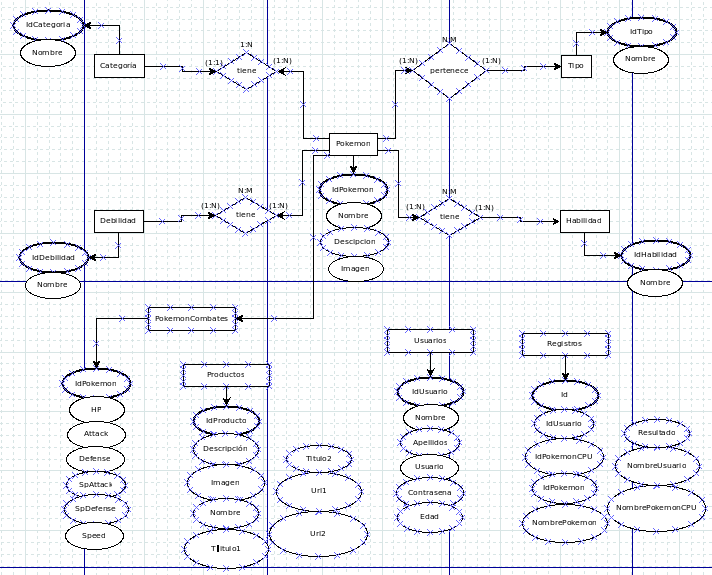 IdCategoria
Nombre
Categoria
(1:1)
1:N
tiene
(1:N)
N:M
(1:N)
pertenece
(1:N)
Tipo
IdTipo
Nombre
Pokemon
IdPokemon
Nombre
Descipcion
Imagen
Debilidad
(1:N)
N:M
tiene
(1:N)
IdDebilidad
Nombre
N:M
(1:N)
tiene
(1:N)
Habilidad
IdHabilidad
Nombre
PokemonCombates
IdPokemon
HP
Attack
Defense
SpAttack
SpDefense
Speed
Productos
IdProducto
Descripción
Imagen
Nombre
TItulo1
Titulo2
Url1
Url2
Usuarios
IdUsuario
Nombre
Apellidos
Usuario
Contrasena
Edad
Registros
Id
IdUsuario
IdPokemonCPU
IdPokemon
NombrePokemon
Resultado
NombreUsuario
NombrePokemonCPU